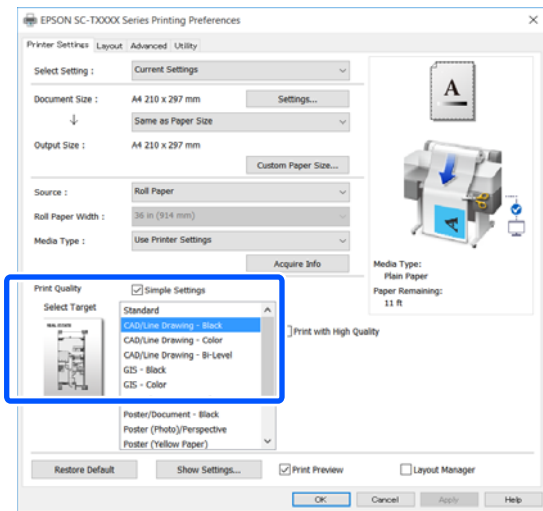 EPSON SC-TXXXX Series Printing Preferences
Printer Settings Layout Advanced Utility
Select Setting : Current Settings
Document Size : A4 210 x 297 mm Settings...
Same as Paper Size
Output Size : A4 210 x 297 mm
Custom Paper Size...
Source : Roll Paper
Roll Paper Width : 36 in (914 mm)
Media Type : Use Printer Settings
Acquire Info
A
Media Type:
Plain Paper
Paper Remaining:
11 ft
Print Quality Simple Settings
Select Target
Standard
CAD/Line Drawing - Black
CAD/Line Drawing - Color
CAD/Line Drawing - Bi-Level
GIS - Black
GIS - Color
Print with High Quality
REAL ESTATE
Poster/Document - Black
Poster (Photo)/Perspective
Poster (Yellow Paper)
Restore Default Show Settings... Print Preview Layout Manager
OK Cancel Apply Help